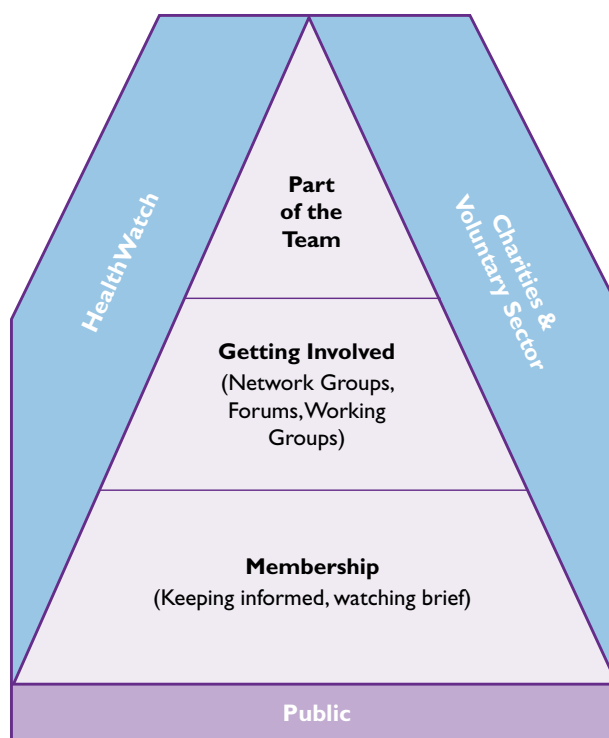 Part
of the
Team
HealthWatch
Charities &
Voluntary Sector
Getting Involved
(Network Groups,
Forums, Working
Groups)
Membership
(Keeping informed, watching brief)
Public